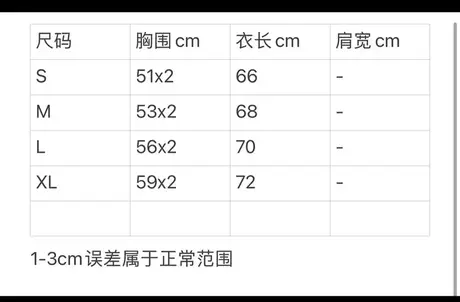 尺码 胸围cm 衣长cm 肩宽cm
S 51x2 66 -
M 53x2 68 -
L 56x2 70 -
XL 59x2 72 -
1-3cm误差属于正常范围